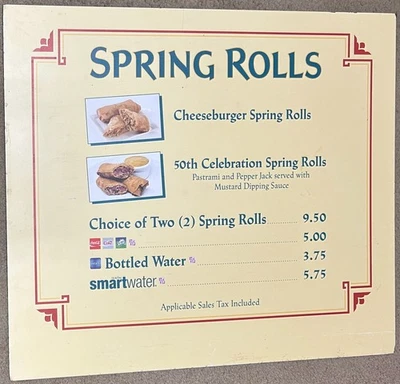 SPRING ROLLS
Cheeseburger Spring Rolls
50th Celebration Spring Rolls
Pastrami and Pepper Jack served with
Mustard Dipping Sauce
Choice of Two (2) Spring Rolls 9.50
5.00
Bottled Water 3.75
smartwater 5.75
Applicable Sales Tax Included